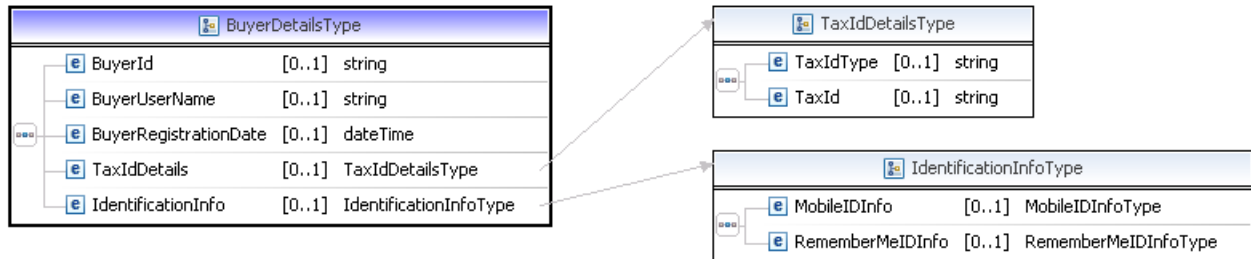 BuyerDetailsType
e BuyerId [0..1] string
e BuyerUserName [0..1] string
e BuyerRegistrationDate [0..1] dateTime
e TaxIdDetails [0..1] TaxIdDetailsType
e IdentificationInfo [0..1] IdentificationInfoType
TaxIdDetailsType
e TaxIdType [0..1] string
e TaxId [0..1] string
IdentificationInfoType
e MobileIDInfo [0..1] MobileIDInfoType
e RememberMeIDInfo [0..1] RememberMeIDInfoType